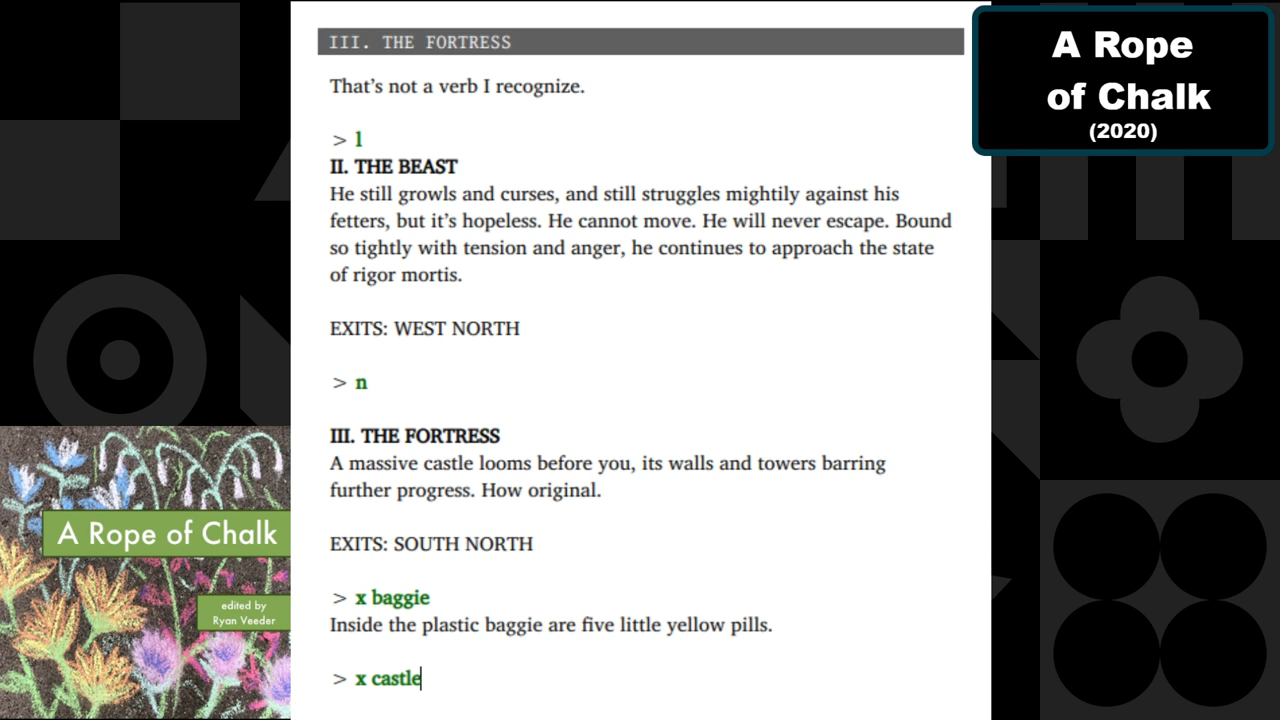 III. THE FORTRESS
That’s not a verb I recognize.
> l
II. THE BEAST
He still growls and curses, and still struggles mightily against his
fetters, but it’s hopeless. He cannot move. He will never escape. Bound
so tightly with tension and anger, he continues to approach the state
of rigor mortis.
EXITS: WEST NORTH
> n
III. THE FORTRESS
A massive castle looms before you, its walls and towers barring
further progress. How original.
EXITS: SOUTH NORTH
> x baggie
Inside the plastic baggie are five little yellow pills.
> x castle
A Rope
of Chalk
(2020)
A Rope of Chalk
edited by
Ryan Veeder